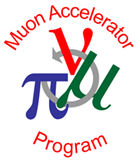 Muon Accelerator
ν
π μ
Program